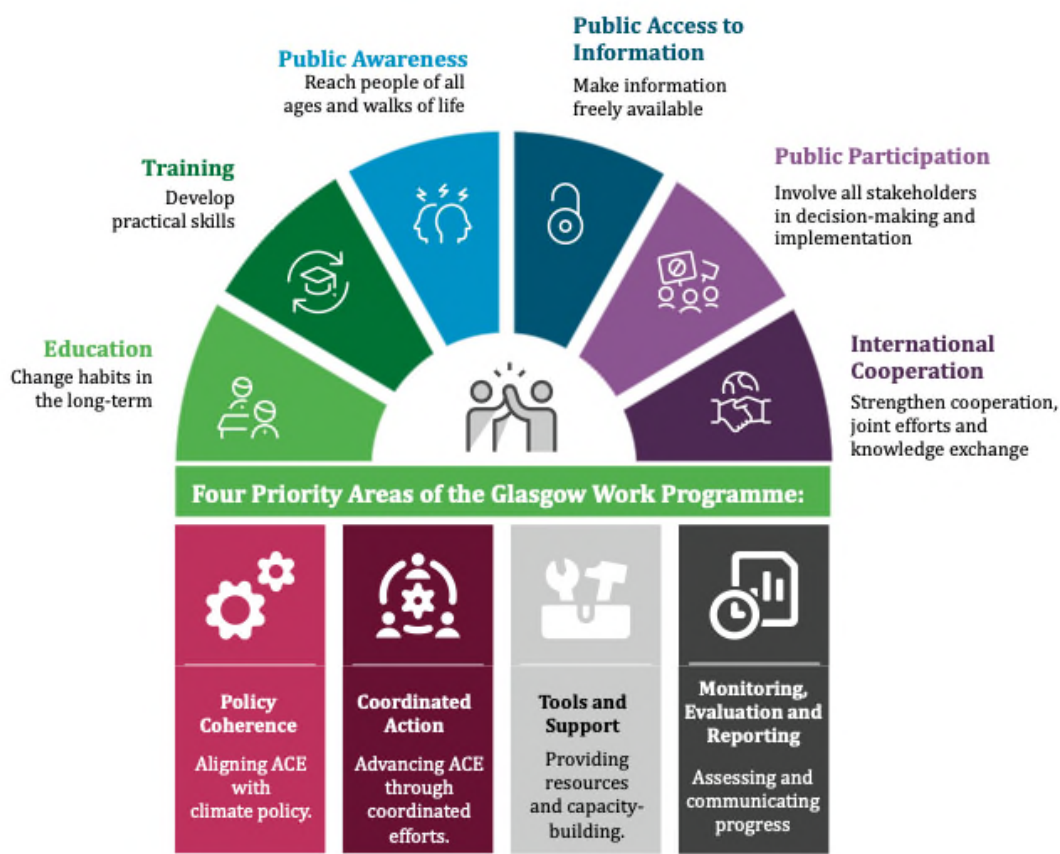 Public Access to
Information
Make information
freely available
Public Awareness
Reach people of all
ages and walks of life
Training
Develop
practical skills
Public Participation
Involve all stakeholders
in decision-making and
implementation
Education
Change habits in
the long-term
International
Cooperation
Strengthen cooperation,
joint efforts and
knowledge exchange
Four Priority Areas of the Glasgow Work Programme:
Policy
Coherence
Aligning ACE
with
climate policy.
Coordinated
Action
Advancing ACE
through
coordinated
efforts.
Tools and
Support
Providing
resources
and capacity-
building.
Monitoring,
Evaluation and
Reporting
Assessing and
communicating
progress